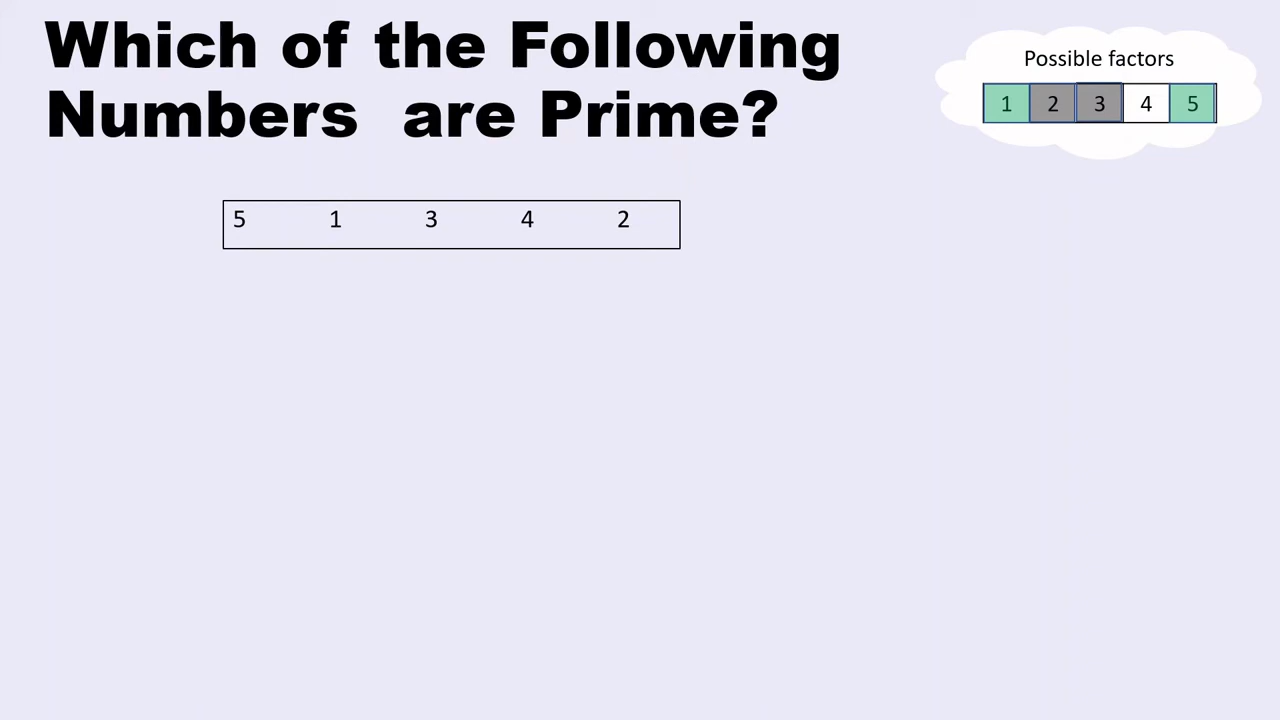 Which of the Following
Numbers  are Prime?
Possible factors
1 2 3 4 5
5 1 3 4 2